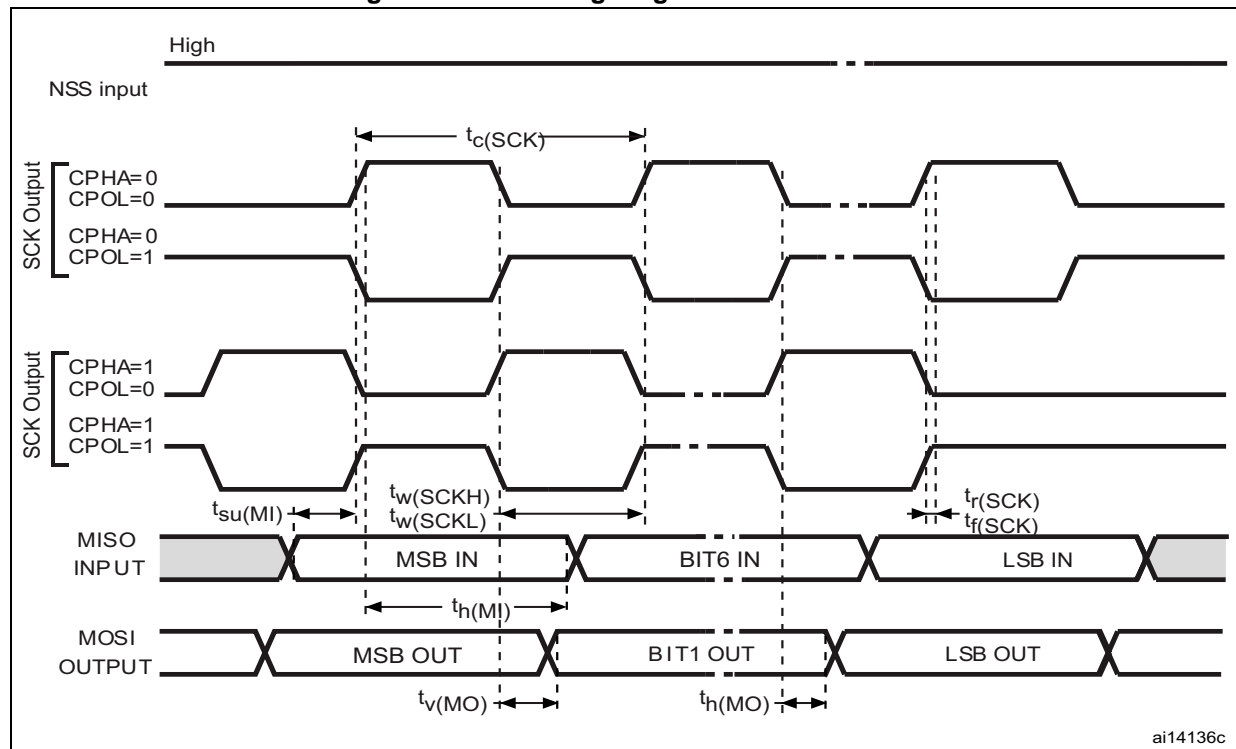 High
NSS input
tc(SCK)
SCK Output
CPHA=0
CPOL=0
CPHA=0
CPOL=1
SCK Output
CPHA=1
CPOL=0
CPHA=1
CPOL=1
tsu(MI)
tw(SCKH)
tw(SCKL)
tr(SCK)
tf(SCK)
MISO
INPUT
MSB IN
BIT6 IN
LSB IN
th(MI)
MOSI
OUTPUT
MSB OUT
BIT1 OUT
LSB OUT
tv(MO)
th(MO)
ai14136c